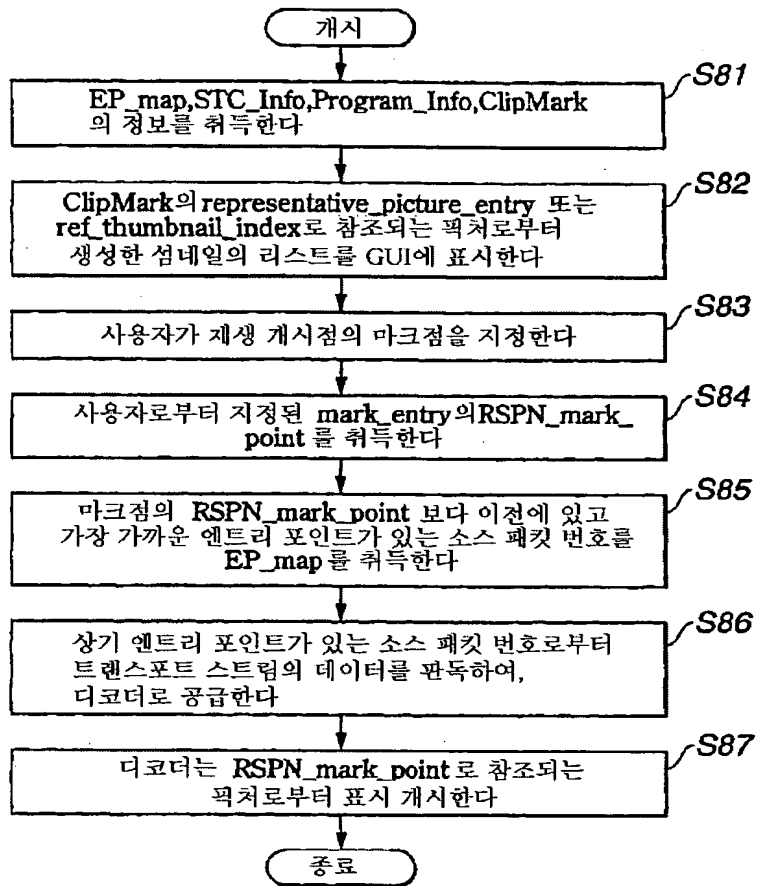 개시
S81
EP_map,STC_Info,Program_Info,ClipMark
의 정보를 취득한다
S82
ClipMark의 representative_picture_entry 또는
ref_thumbnail_index로 참조되는 픽처로부터
생성한 섬네일의 리스트를 GUI에 표시한다
S83
사용자가 재생 개시점의 마크점을 지정한다
S84
사용자로부터 지정된 mark_entry의RSPN_mark_
point 를 취득한다
S85
마크점의 RSPN_mark_point 보다 이전에 있고
가장 가까운 엔트리 포인트가 있는 소스 패킷 번호를
EP_map를 취득한다
S86
상기 엔트리 포인트가 있는 소스 패킷 번호로부터
트랜스포트 스트림의 데이터를 판독하여,
디코더로 공급한다
S87
디코더는 RSPN_mark_point로 참조되는
픽처로부터 표시 개시한다
종료